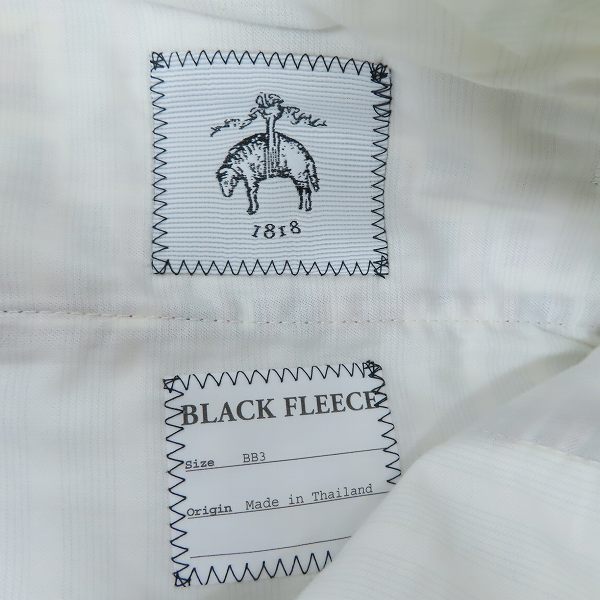 1818
BLACK FLEECE
Size BB3
Origin Made in Thailand